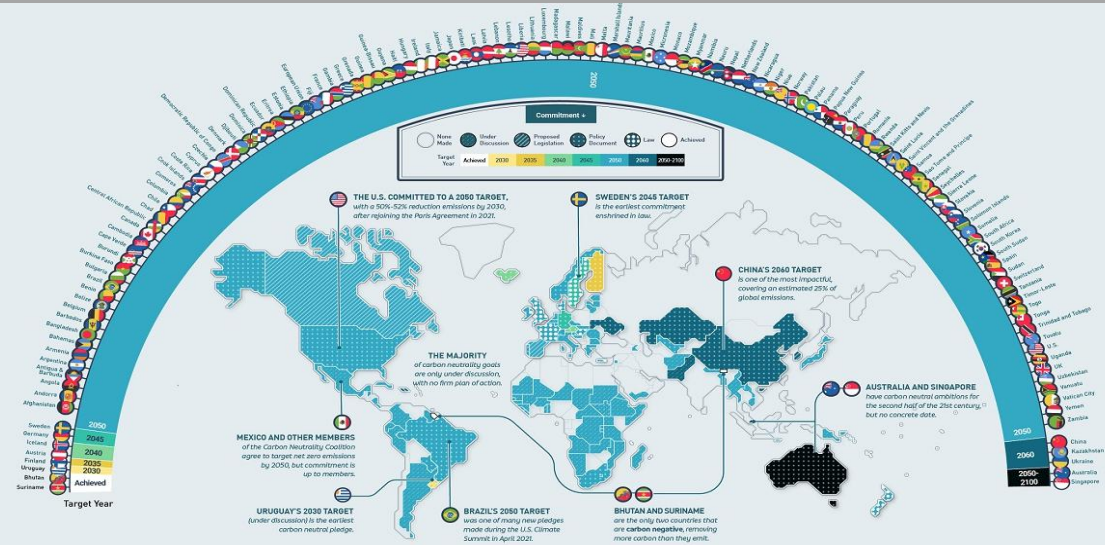 2050
Commitment ↓
None Made
Under Discussion
Proposed Legislation
Policy Document
Law
Achieved
Target Year
Achieved
2030
2035
2060
2045
2050
2060
2050-2100
THE U.S. COMMITTED TO A 2050 TARGET,
with a 50%-52% reduction emissions by 2030,
after rejoining the Paris Agreement in 2021.
SWEDEN'S 2045 TARGET
is the earliest commitment
enshrined in law.
CHINA'S 2060 TARGET
is one of the most impactful,
covering an estimated 25% of
global emissions.
THE MAJORITY
of carbon neutrality goals
are only under discussion,
with no firm plan of action.
AUSTRALIA AND SINGAPORE
have carbon neutral ambitions for
the second half of the 21st century,
but no concrete date.
MEXICO AND OTHER MEMBERS
of the Carbon Neutrality Coalition
agree to target net zero emissions
by 2050, but commitment is
up to members.
URUGUAY'S 2030 TARGET
(under discussion) is the earliest
carbon neutral pledge.
BRAZIL'S 2050 TARGET
was one of many new pledges
made during the U.S. Climate
Summit in April 2021.
BHUTAN AND SURINAME
are the only two countries that
are carbon negative, removing
more carbon than they emit.
Suriname
Bhutas
Uruguay
Finland
Austria
Iceland
Germany
Sweden
Achieved
2030
2035
2040
2045
2050
Target Year
Afghanistan
Andorra
Angola
Antigua & Barbuda
Argentina
Armenia
Bahamas
Bangladesh
Barbados
Belgium
Belize
Benin
Brazil
Bulgaria
Burkina Faso
Burundi
Cape Verde
Cambodia
Canada
Central African Republic
Chad
Chile
Colombia
Comoros
Cook Islands
Costa Rica
Cyprus
Czechia
Democratic Republic of Congo
Denmark
Djibouti
Dominica
Dominican Republic
Ecuador
Eritrea
Estonia
Ethiopia
European Union
Fiji
France
Gambia
Greece
Grenada
Guinea
Guinea-Bissau
Guyana
Haiti
Hungary
Ireland
Italy
Jamaica
Japan
Kiribati
Laos
Latvia
Lebanon
Lesotho
Liberia
Lithuania
Luxembourg
Madagascar
Malawi
Maldives
Mali
Malta
Marshall Islands
Mauritania
Mauritius
Mexico
Micronesia
Monaco
Mozambique
Myanmar
Namibia
Nauru
Nepal
Netherlands
New Zealand
Nicaragua
Niger
Niue
Norway
Pakistan
Palau
Panama
Papua New Guinea
Paraguay
Peru
Portugal
Romania
Rwanda
Saint Kitts and Nevis
Saint Lucia
Saint Vincent and the Grenadines
Samoa
Sao Tome and Principe
Senegal
Seychelles
Sierra Leone
Slovakia
Slovenia
Solomon Islands
Somalia
South Africa
South Korea
South Sudan
Spain
Sudan
Switzerland
Tanzania
Timor-Leste
Togo
Tonga
Trinidad and Tobago
Tuvalu
U.S.
Uganda
UK
Uzbekistan
Vanuatu
Vatican City
Yemen
Zambia
2050
2060
2050-2100
China
Kazakhstan
Ukraine
Australia
Singapore